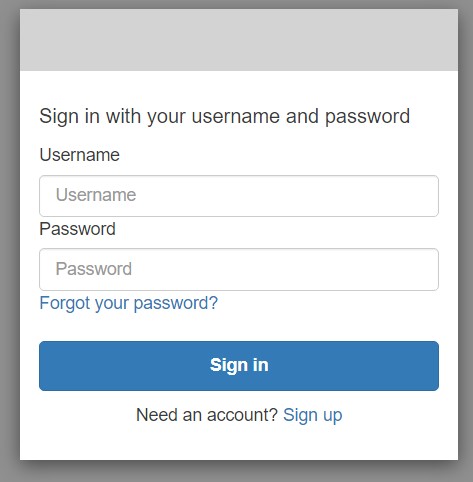 Sign in with your username and password
Username
Username
Password
Password
Forgot your password?
Sign in
Need an account? Sign up